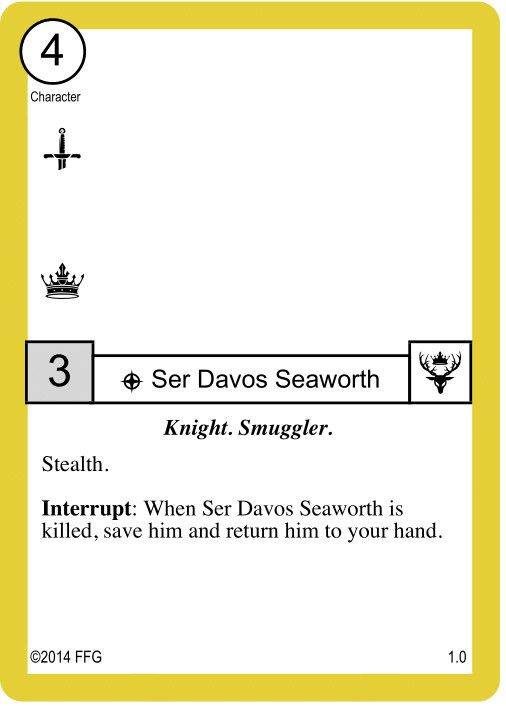 4
Character
3
Ser Davos Seaworth
Knight. Smuggler.
Stealth.
Interrupt: When Ser Davos Seaworth is
killed, save him and return him to your hand.
©2014 FFG
1.0